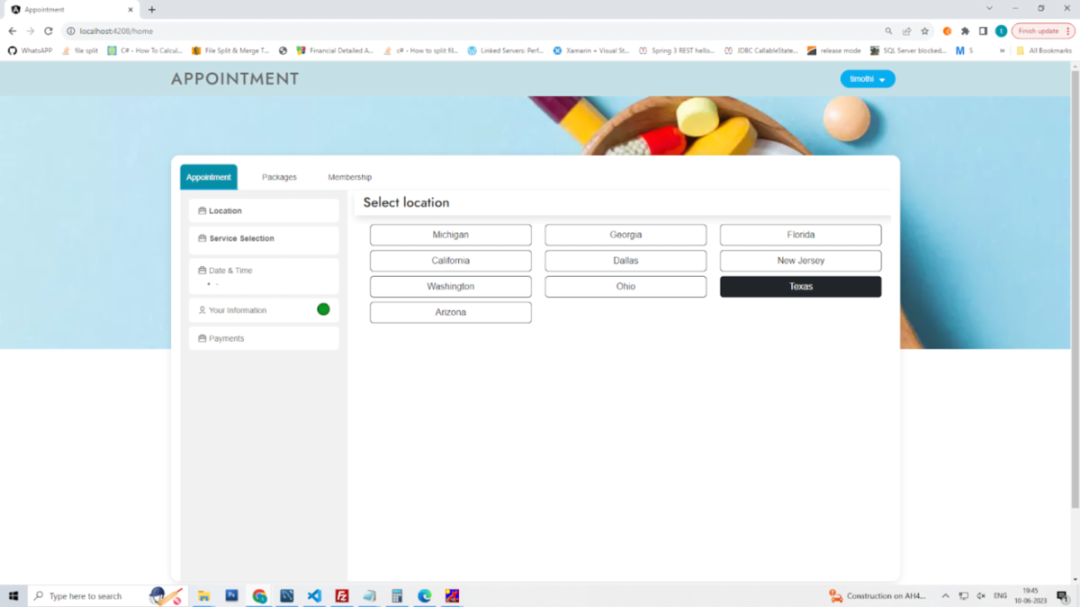 Appointment
localhost:4208/home
Finish update
WhatsAPP
file split
C# - How To Calcul...
File Split & Merge T...
Financial Detailed A...
c# - How to split fil...
Linked Servers: Perf...
Xamarin + Visual St...
Spring 3 REST hello...
JDBC CallableState...
release mode
SQL Server blocked...
S
»
All Bookmarks
APPOINTMENT
timothi
Appointment
Packages
Membership
Location
Service Selection
Date & Time
-
Your Information
Payments
Select location
Michigan
Georgia
Florida
California
Dallas
New Jersey
Washington
Ohio
Texas
Arizona
Type here to search
Construction on AH4...
ENG
19:45
10-06-2023